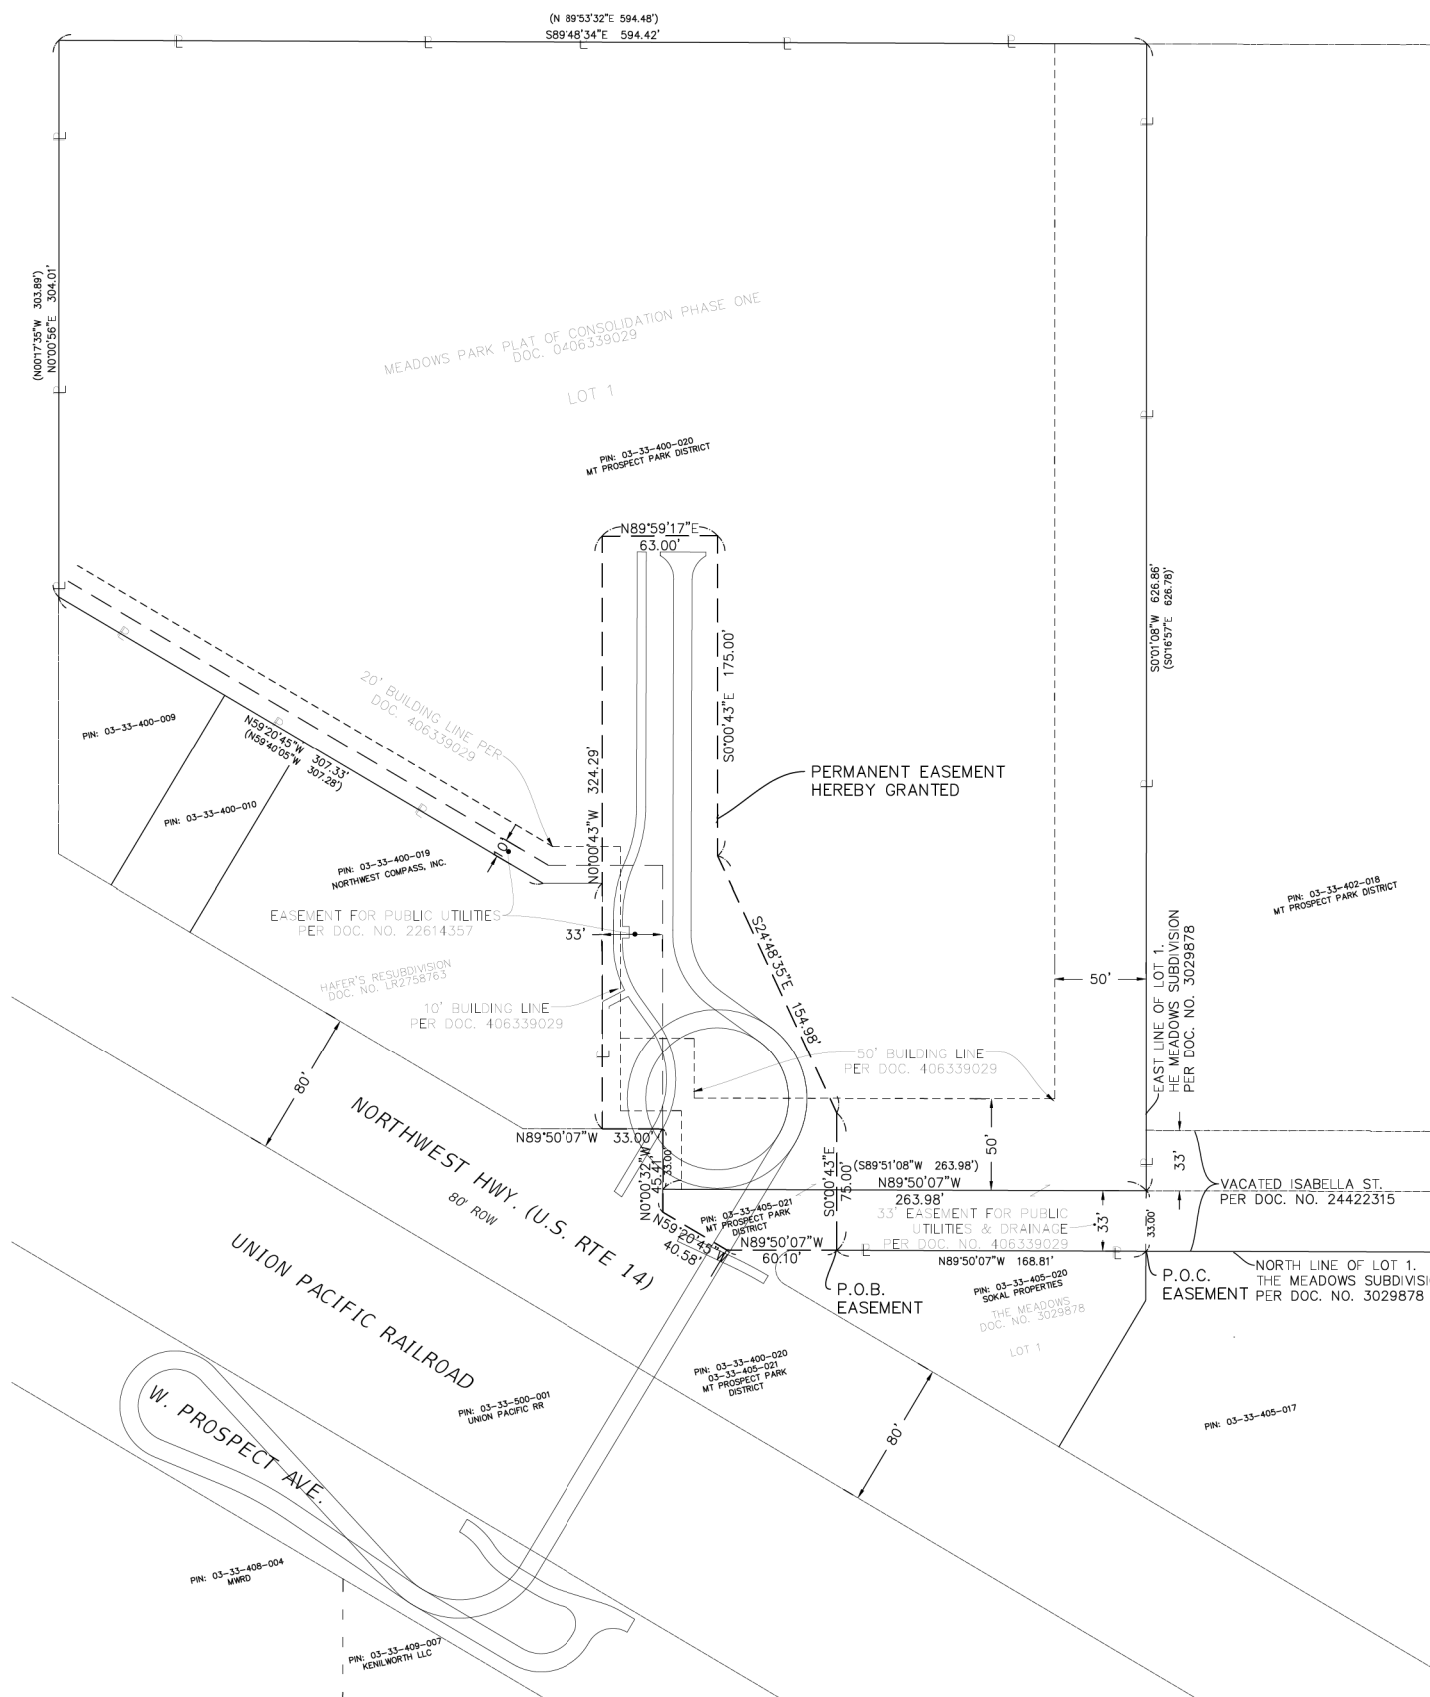 (N 89°53'32"E 594.48')
S89°48'34"E 594.42'
(N00°17'35"W 303.89')
N0°00'56"E 304.01'
MEADOWS PARK PLAT OF CONSOLIDATION PHASE ONE
DOC. 0406339029
LOT 1
PIN: 03-33-400-020
MT PROSPECT PARK DISTRICT
N89°59'17"E
63.00'
S0°01'08"W 626.86'
(S0°16'57"E 626.78')
S0°00'43"E 175.00'
20' BUILDING LINE PER
DOC. 406339029
PIN: 03-33-400-009
N59°20'45"W 307.33'
(N59°40'05"W 307.28')
N0°00'43"W 324.29'
PERMANENT EASEMENT
HEREBY GRANTED
PIN: 03-33-400-010
10'
PIN: 03-33-400-019
NORTHWEST COMPASS, INC.
EASEMENT FOR PUBLIC UTILITIES
PER DOC. NO. 22614357
33'
PIN: 03-33-402-018
MT PROSPECT PARK DISTRICT
S24°48'35"E 154.98'
EAST LINE OF LOT 1.
HE MEADOWS SUBDIVISION
PER DOC. NO. 3029878
50'
HAFER'S RESUBDIVISION
DOC. NO. LR2758763
10' BUILDING LINE
PER DOC. 406339029
50' BUILDING LINE
PER DOC. 406339029
80'
NORTHWEST HWY. (U.S. RTE 14)
80' ROW
N89°50'07"W 33.00'
N0°00'32"W
45.41'
33.00'
50'
S0°00'43"E
75.00'
(S89°51'08"W 263.98')
N89°50'07"W
263.98'
33'
VACATED ISABELLA ST.
PER DOC. NO. 24422315
PIN: 03-33-405-021
MT PROSPECT PARK
DISTRICT
33' EASEMENT FOR PUBLIC
UTILITIES & DRAINAGE
PER DOC. NO. 406339029
33'
33.00'
N59°20'45"W
40.58'
N89°50'07"W
60.10'
N89°50'07"W 168.81'
P.O.B.
EASEMENT
PIN: 03-33-405-020
SOKAL PROPERTIES
THE MEADOWS
DOC. NO. 3029878
LOT 1
P.O.C.
EASEMENT
NORTH LINE OF LOT 1.
THE MEADOWS SUBDIVISI
PER DOC. NO. 3029878
UNION PACIFIC RAILROAD
PIN: 03-33-400-020
03-33-405-021
MT PROSPECT PARK
DISTRICT
PIN: 03-33-500-001
UNION PACIFIC RR
W. PROSPECT AVE.
80'
PIN: 03-33-405-017
PIN: 03-33-408-004
MWRD
PIN: 03-33-409-007
KENILWORTH LLC